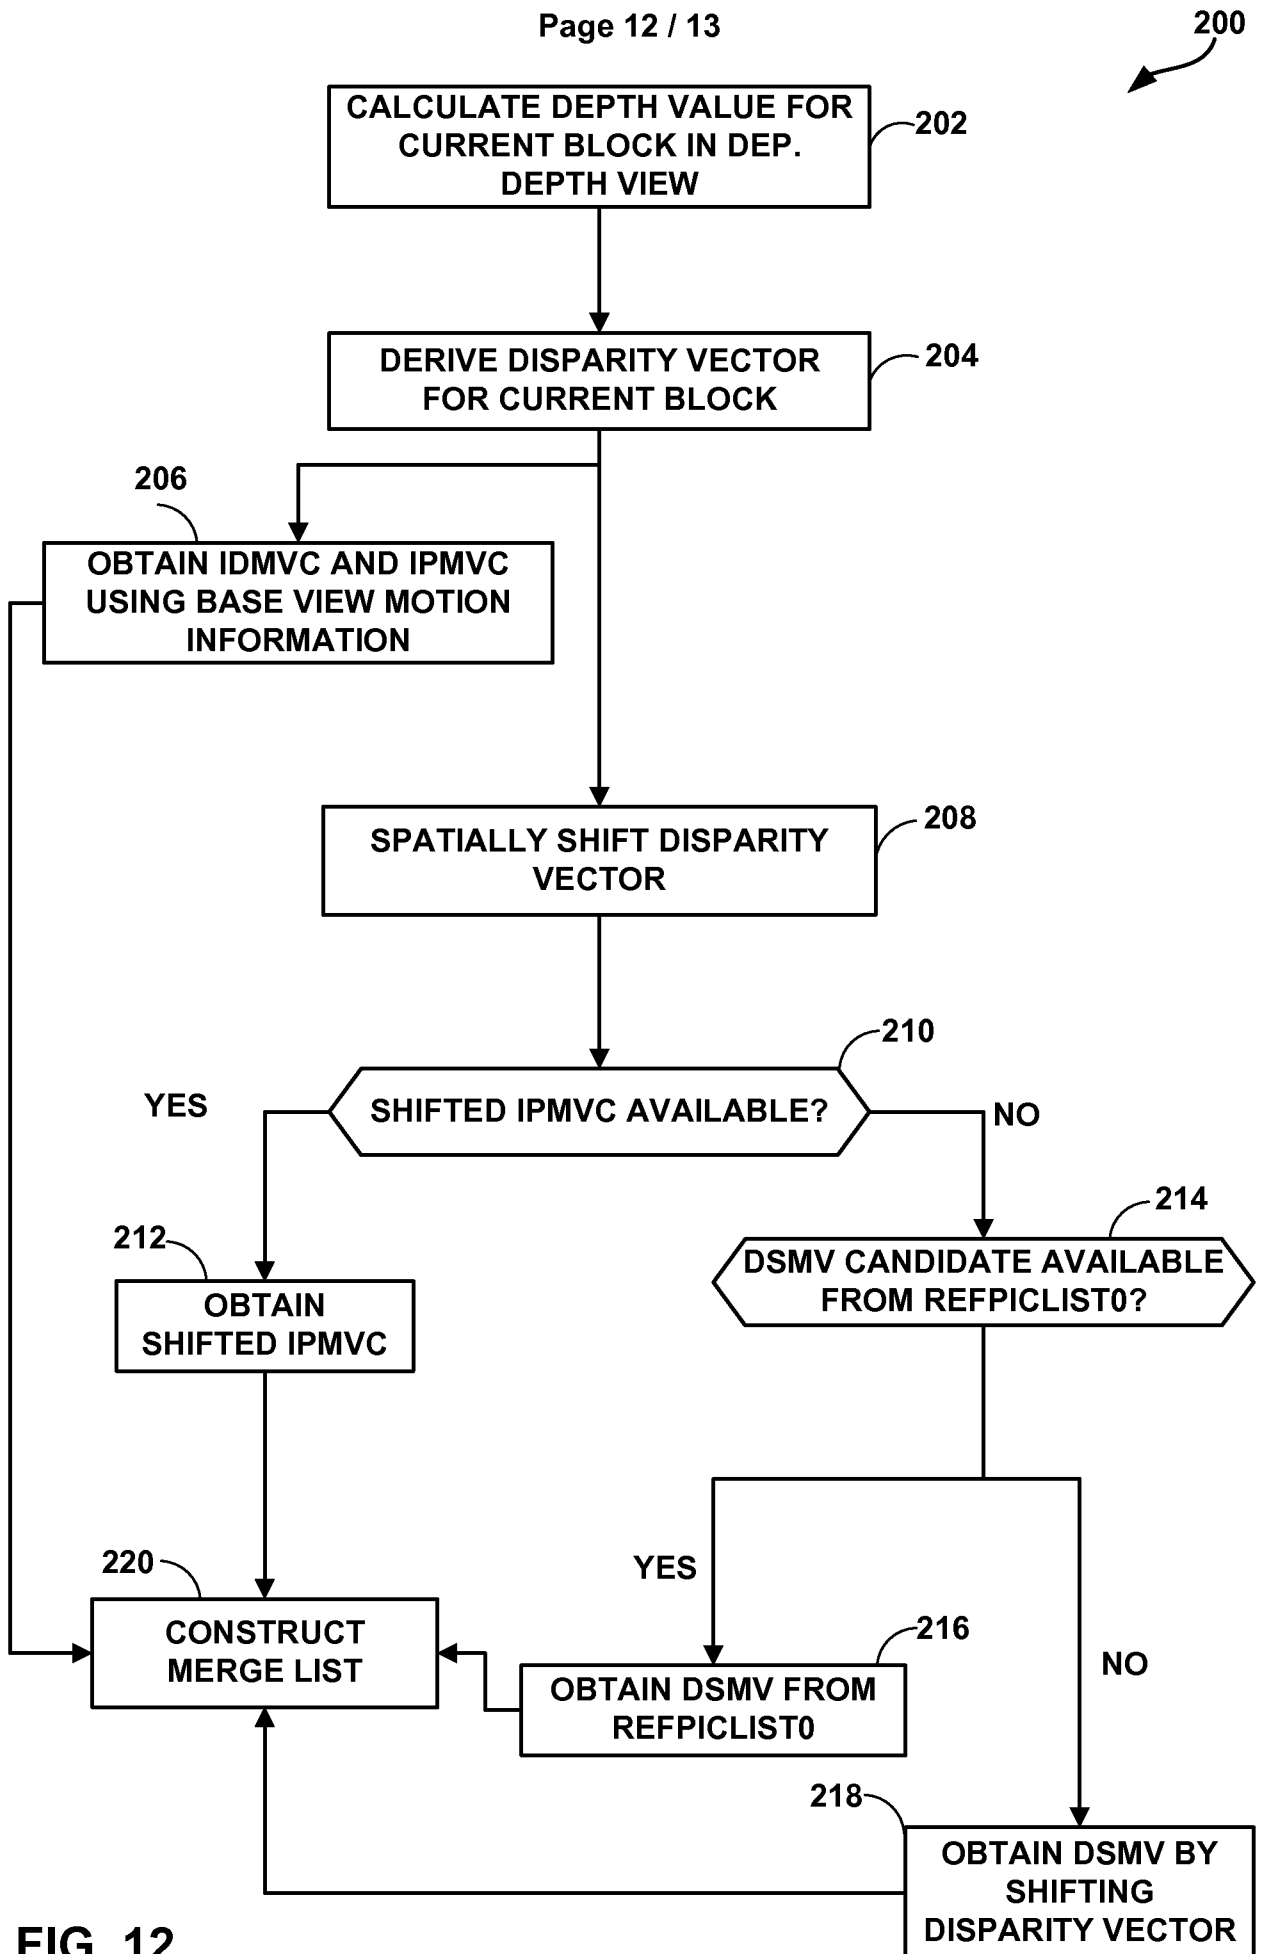 Page 12 / 13
200
CALCULATE DEPTH VALUE FOR
CURRENT BLOCK IN DEP.
DEPTH VIEW
202
DERIVE DISPARITY VECTOR
FOR CURRENT BLOCK
204
206
OBTAIN IDMVC AND IPMVC
USING BASE VIEW MOTION
INFORMATION
SPATIALLY SHIFT DISPARITY
VECTOR
208
210
YES
SHIFTED IPMVC AVAILABLE?
NO
212
OBTAIN
SHIFTED IPMVC
214
DSMV CANDIDATE AVAILABLE
FROM REFPICLIST0?
220
CONSTRUCT
MERGE LIST
YES
216
OBTAIN DSMV FROM
REFPICLIST0
NO
218
OBTAIN DSMV BY
SHIFTING
DISPARITY VECTOR
FIG. 12